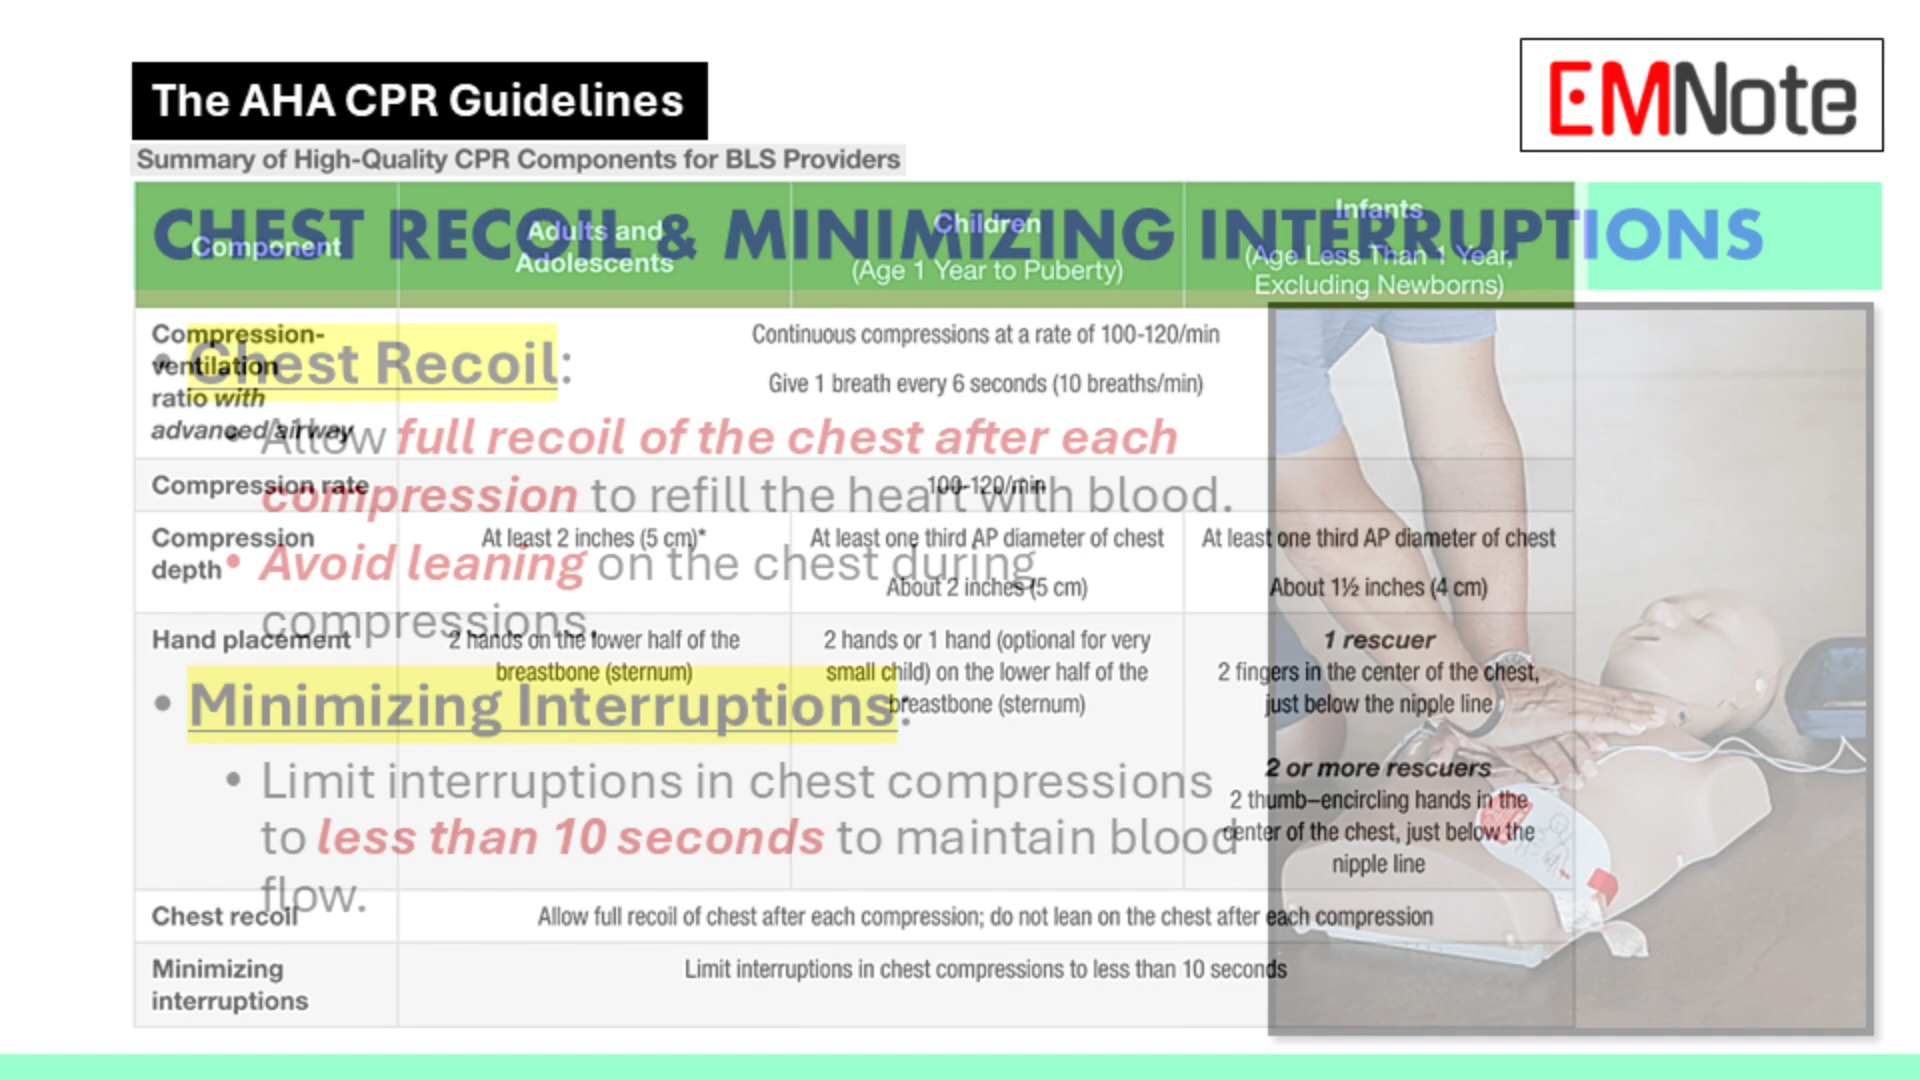 The AHA CPR Guidelines
EMNote
Summary of High-Quality CPR Components for BLS Providers
CHEST RECOIL & MINIMIZING INTERRUPTIONS
Component
Adults and
Adolescents
Children
(Age 1 Year to Puberty)
Infants
(Age Less Than 1 Year,
Excluding Newborns)
Compression-
ventilation
ratio with
advanced airway
Continuous compressions at a rate of 100-120/min
Give 1 breath every 6 seconds (10 breaths/min)
Compression rate
100-120/min
Compression
depth
At least 2 inches (5 cm)*
At least one third AP diameter of chest
About 2 inches (5 cm)
At least one third AP diameter of chest
About 1½ inches (4 cm)
Hand placement
2 hands on the lower half of the
breastbone (sternum)
2 hands or 1 hand (optional for very
small child) on the lower half of the
breastbone (sternum)
1 rescuer
2 fingers in the center of the chest,
just below the nipple line
2 or more rescuers
2 thumb–encircling hands in the
center of the chest, just below the
nipple line
Chest recoil
Allow full recoil of chest after each compression; do not lean on the chest after each compression
Minimizing
interruptions
Limit interruptions in chest compressions to less than 10 seconds
• Chest Recoil:
• Allow full recoil of the chest after each
compression to refill the heart with blood.
• Avoid leaning on the chest during
compressions.
• Minimizing Interruptions:
• Limit interruptions in chest compressions
to less than 10 seconds to maintain blood
flow.